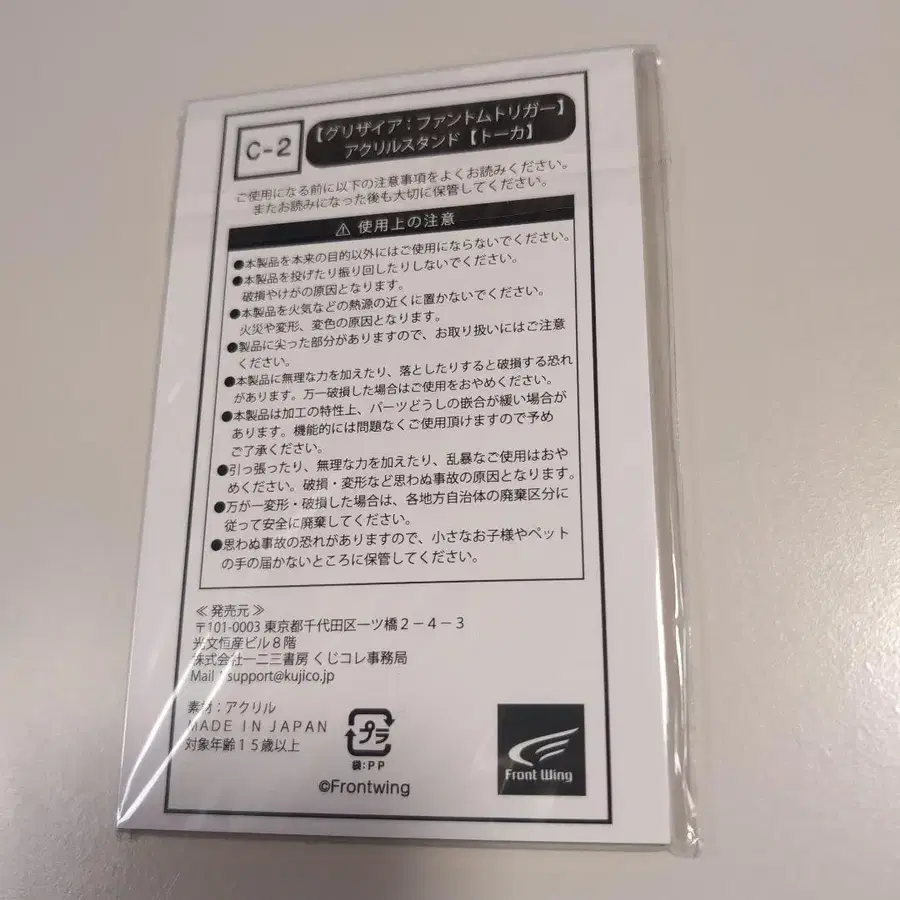 C-2
【グリザイア：ファントムトリガー】
アクリルスタンド【トーカ】
ご使用になる前に以下の注意事項をよくお読みください。
またお読みになった後も大切に保管してください。
⚠ 使用上の注意
●本製品を本来の目的以外にはご使用にならないでください。
●本製品を投げたり振り回したりしないでください。
破損やけがの原因となります。
●本製品を火気などの熱源の近くに置かないでください。
火災や変形、変色の原因となります。
●製品に尖った部分がありますので、お取り扱いにはご注意
ください。
●本製品に無理な力を加えたり、落としたりすると破損する恐れ
があります。万一破損した場合はご使用をおやめください。
●本製品は加工の特性上、パーツどうしの嵌合が緩い場合が
あります。機能的には問題なくご使用頂けますので予め
ご了承ください。
●引っ張ったり、無理な力を加えたり、乱暴なご使用はおや
めください。破損・変形など思わぬ事故の原因となります。
●万が一変形・破損した場合は、各地方自治体の廃棄区分に
従って安全に廃棄してください。
●思わぬ事故の恐れがありますので、小さなお子様やペット
の手の届かないところに保管してください。
≪発売元≫
〒101-0003 東京都千代田区一ツ橋２－４－３
光文恒産ビル８階
株式会社一二三書房 くじコレ事務局
Mail：support@kujico.jp
素材：アクリル
MADE IN JAPAN
対象年齢１５歳以上
プラ
袋：PP
©Frontwing
Front Wing